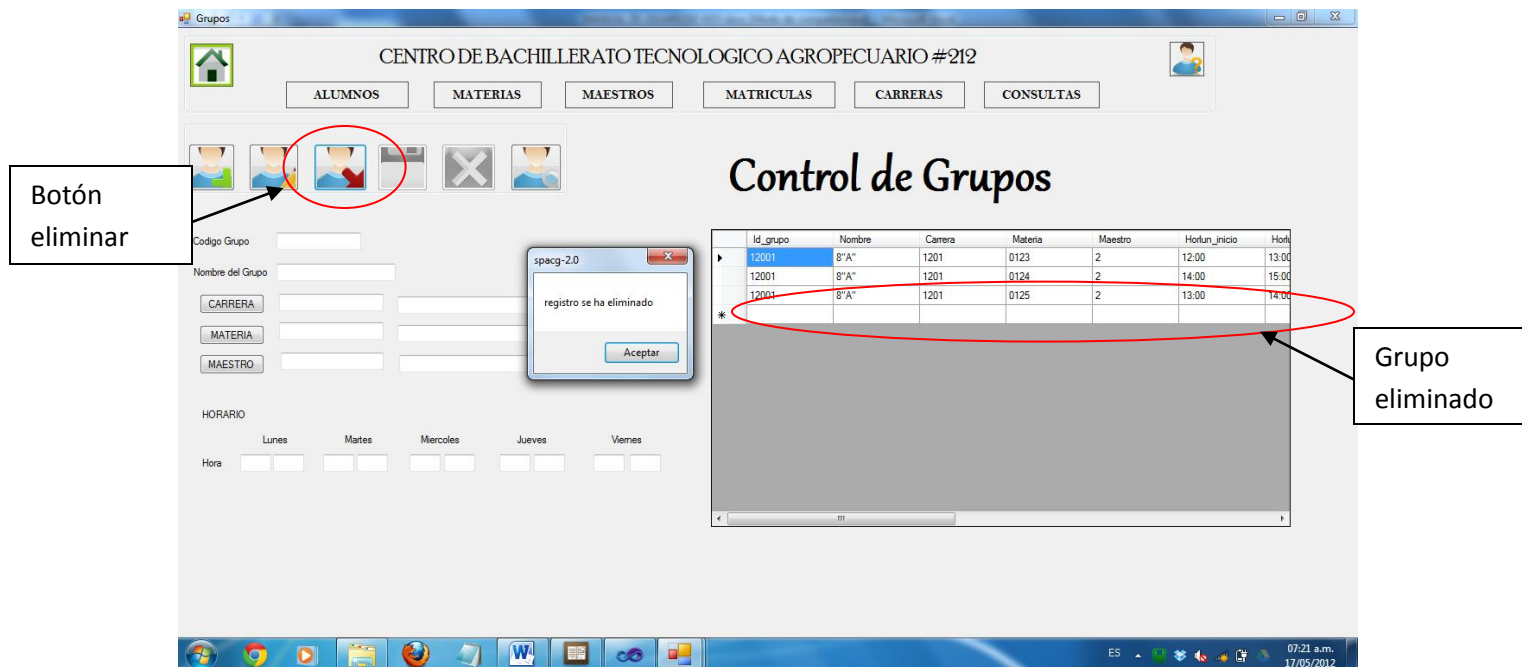 Grupos
CENTRO DE BACHILLERATO TECNOLOGICO AGROPECUARIO #212
ALUMNOS MATERIAS MAESTROS MATRICULAS CARRERAS CONSULTAS
Botón
eliminar
Control de Grupos
Codigo Grupo
Nombre del Grupo
CARRERA
MATERIA
MAESTRO
spacg-2.0
registro se ha eliminado
Aceptar
Id_grupo Nombre Carrera Materia Maestro Horlun_inicio
12001 8"A" 1201 0123 2 12:00 13:00
12001 8"A" 1201 0124 2 14:00 15:00
12001 8"A" 1201 0125 2 13:00 14:00
Grupo
eliminado
HORARIO
Lunes Martes Miercoles Jueves Viernes
Hora
ES
07:21 a.m.
17/05/2012